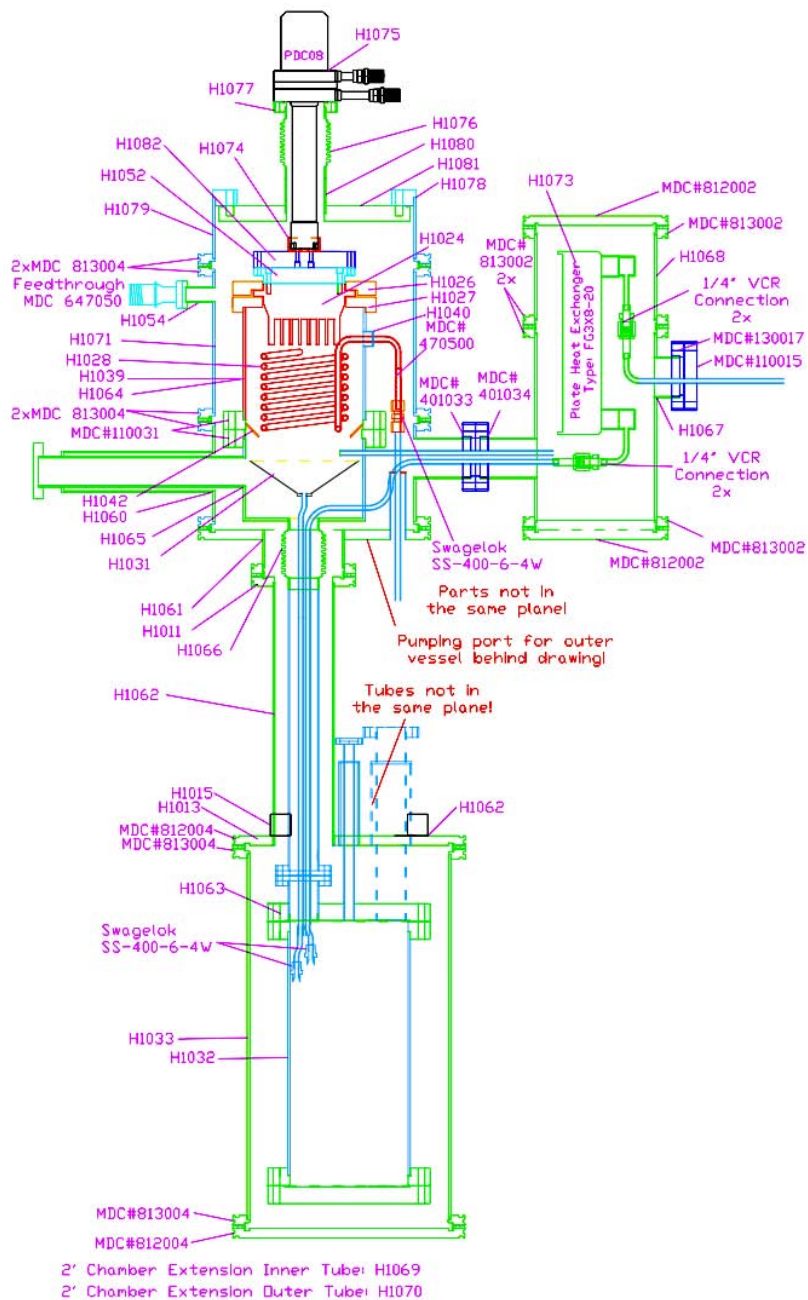 PDC08
H1075
H1077
H1076
H1082
H1074
H1080
H1052
H1081
H1079
H1078
H1073
MDC#812002
MDC#813002
H1024
2xMDC 813004
Feedthrough
MDC 647050
H1054
H1026
H1027
H1040
MDC#
470500
MDC#
813002
2x
H1068
1/4" VCR
Connection
2x
Plate Heat Exchanger
Type: FG3X8-20
MDC#130017
MDC#110015
H1071
H1028
H1039
H1064
2xMDC 813004
MDC#110031
MDC#
401033
MDC#
401034
H1067
1/4" VCR
Connection
2x
H1042
H1060
H1065
H1031
Swagelok
SS-400-6-4W
MDC#813002
MDC#812002
H1061
H1011
H1066
Parts not in
the same plane!
Pumping port for outer
vessel behind drawing!
H1062
Tubes not in
the same plane!
H1015
H1013
H1062
MDC#812004
MDC#813004
H1063
Swagelok
SS-400-6-4W
H1033
H1032
MDC#813004
MDC#812004
2' Chamber Extension Inner Tube: H1069
2' Chamber Extension Outer Tube: H1070